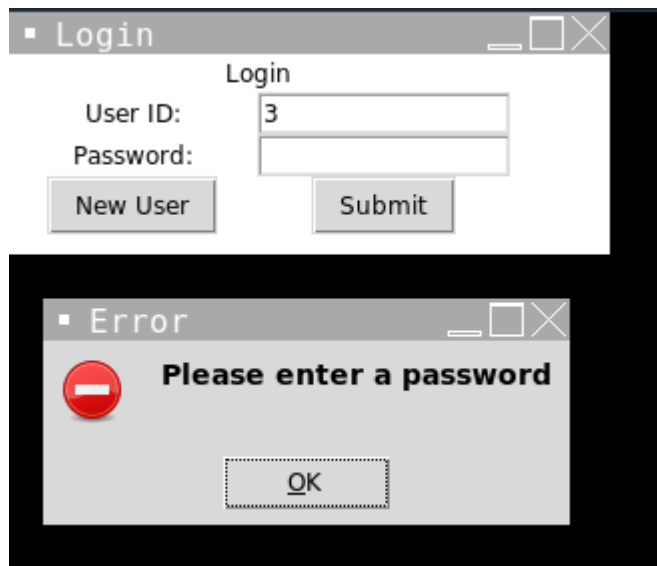 Login
Login
User ID: 3
Password:
New User Submit
Error
Please enter a password
OK